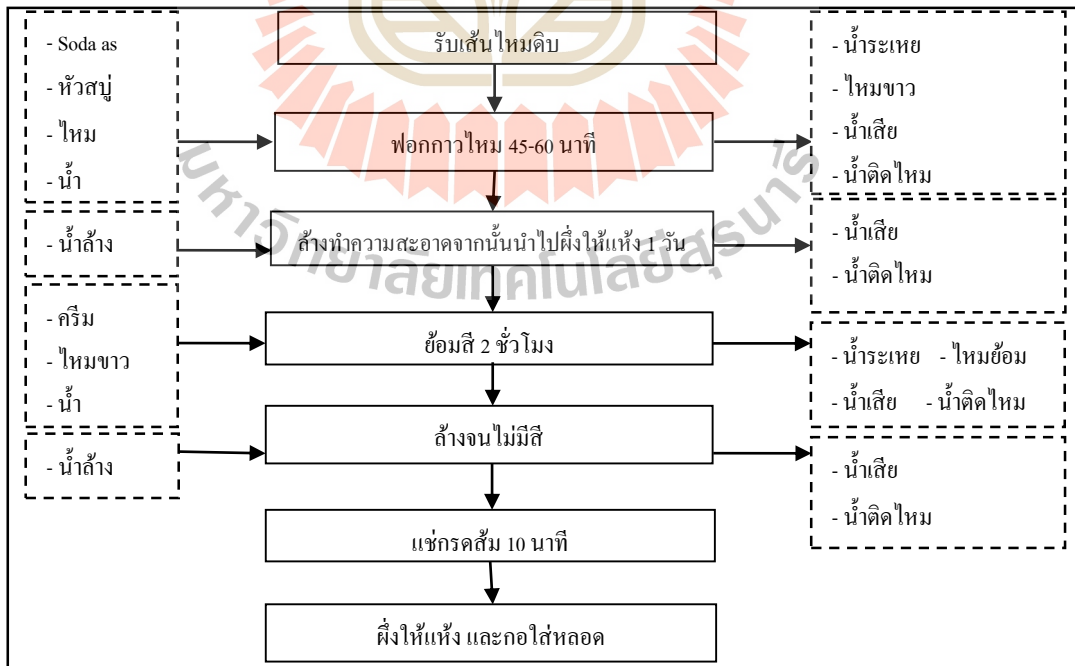 - Soda as
- หัวสบู่
- ไหม
- น้ำ
รับเส้นไหมดิบ
- น้ำระเหย
- ไหมขาว
- น้ำเสีย
- น้ำติดไหม
ฟอกกาวไหม 45-60 นาที
- น้ำล้าง
ล้างทำความสะอาดจากนั้นนำไปผึ่งให้แห้ง 1 วัน
- น้ำเสีย
- น้ำติดไหม
มหาวิทยาลัยเทคโนโลยีสุรนารี
- ครีม
- ไหมขาว
- น้ำ
ย้อมสี 2 ชั่วโมง
- น้ำระเหย - ไหมย้อม
- น้ำเสีย - น้ำติดไหม
- น้ำล้าง
ล้างจนไม่มีสี
- น้ำเสีย
- น้ำติดไหม
แช่กรดส้ม 10 นาที
ผึ่งให้แห้ง และกอใส่หลอด